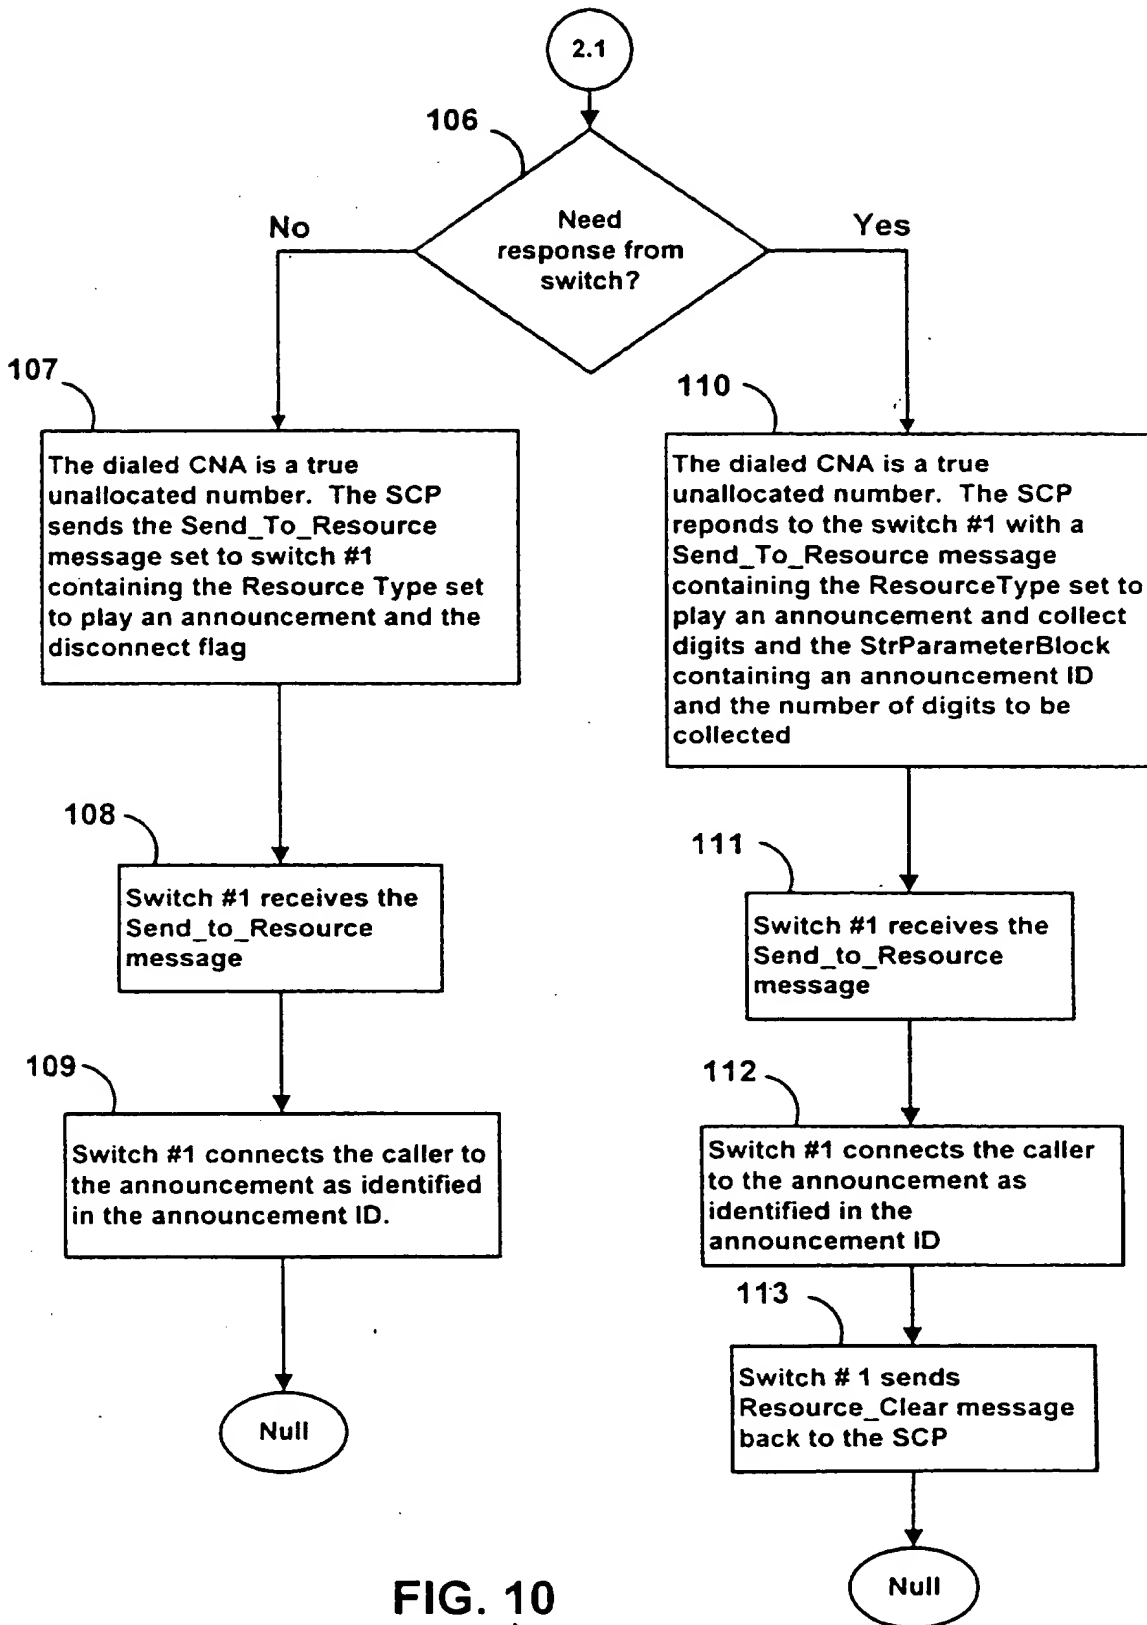 2.1
106
Need
response from
switch?
No
Yes
107
The dialed CNA is a true
unallocated number. The SCP
sends the Send_To_Resource
message set to switch #1
containing the Resource Type set
to play an announcement and the
disconnect flag
108
Switch #1 receives the
Send_to_Resource
message
109
Switch #1 connects the caller to
the announcement as identified
in the announcement ID.
Null
110
The dialed CNA is a true
unallocated number. The SCP
reponds to the switch #1 with a
Send_To_Resource message
containing the ResourceType set to
play an announcement and collect
digits and the StrParameterBlock
containing an announcement ID
and the number of digits to be
collected
111
Switch #1 receives the
Send_to_Resource
message
112
Switch #1 connects the caller
to the announcement as
identified in the
announcement ID
113
Switch # 1 sends
Resource_Clear message
back to the SCP
Null
FIG. 10